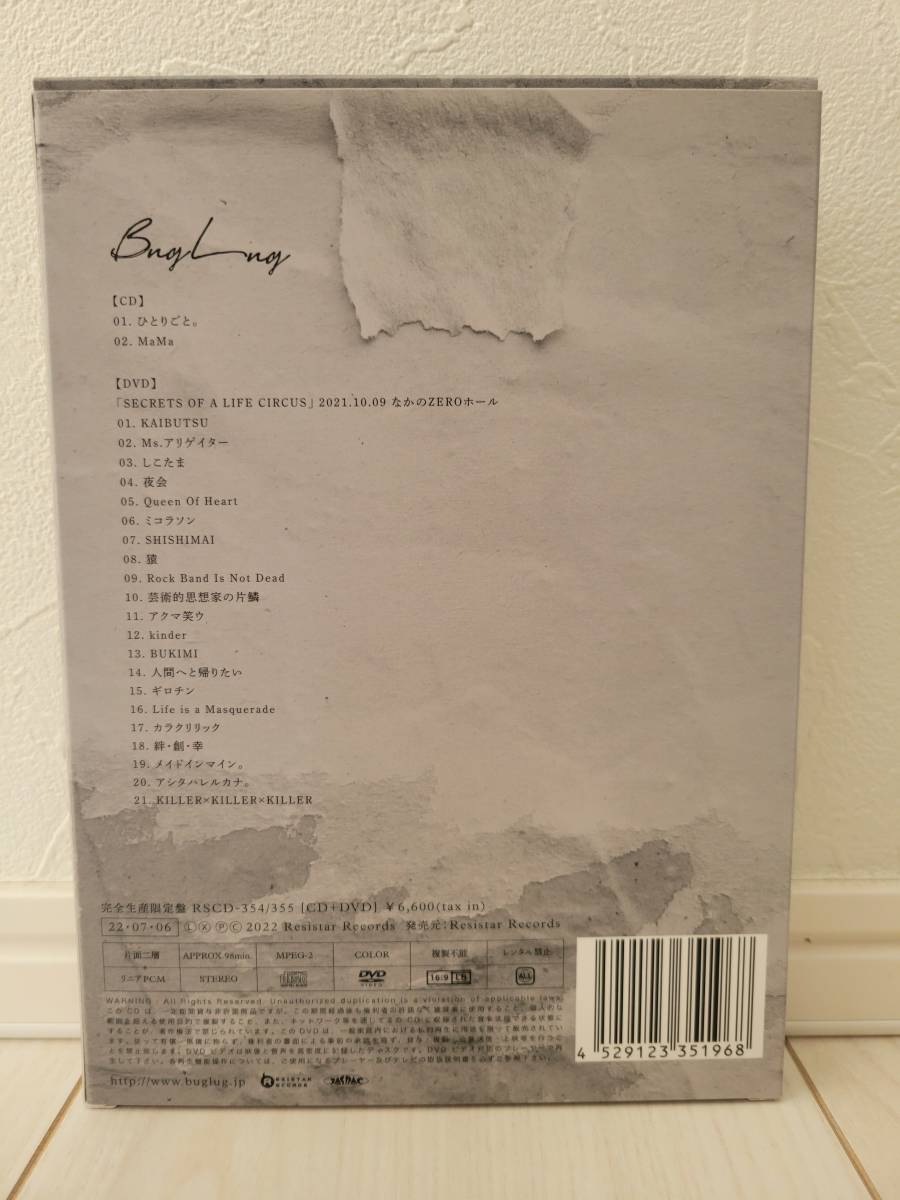 BugLug
【CD】
01. ひとりごと。
02. MaMa
【DVD】
「SECRETS OF A LIFE CIRCUS」2021.10.09 なかのZEROホール
01. KAIBUTSU
02. Ms.アリゲイター
03. しこたま
04. 夜会
05. Queen Of Heart
06. ミコラソン
07. SHISHIMAI
08. 猿
09. Rock Band Is Not Dead
10. 芸術的思想家の片鱗
11. アクマ笑ウ
12. kinder
13. BUKIMI
14. 人間へと帰りたい
15. ギロチン
16. Life is a Masquerade
17. カラクリリック
18. 絆・創・幸
19. メイドインマイン。
20. アシタハレルカナ。
21. KILLER×KILLER×KILLER
完全生産限定盤 RSCD-354/355 [CD+DVD] ¥6,600(tax in)
22・07・06 Ⓛ Ⓧ Ⓟ Ⓒ 2022 Resistar Records 発売元:Resistar Records
片面二層 APPROX 98min. MPEG-2 COLOR 複製不能 レンタル禁止
リニアPCM STEREO DVD VIDEO 16:9 LB ALL
WARNING : All Rights Reserved. Unauthorized duplication is a violation of applicable laws.
4 529123 351968
http://www.buglug.jp RESISTAR RECORDS JASRAC